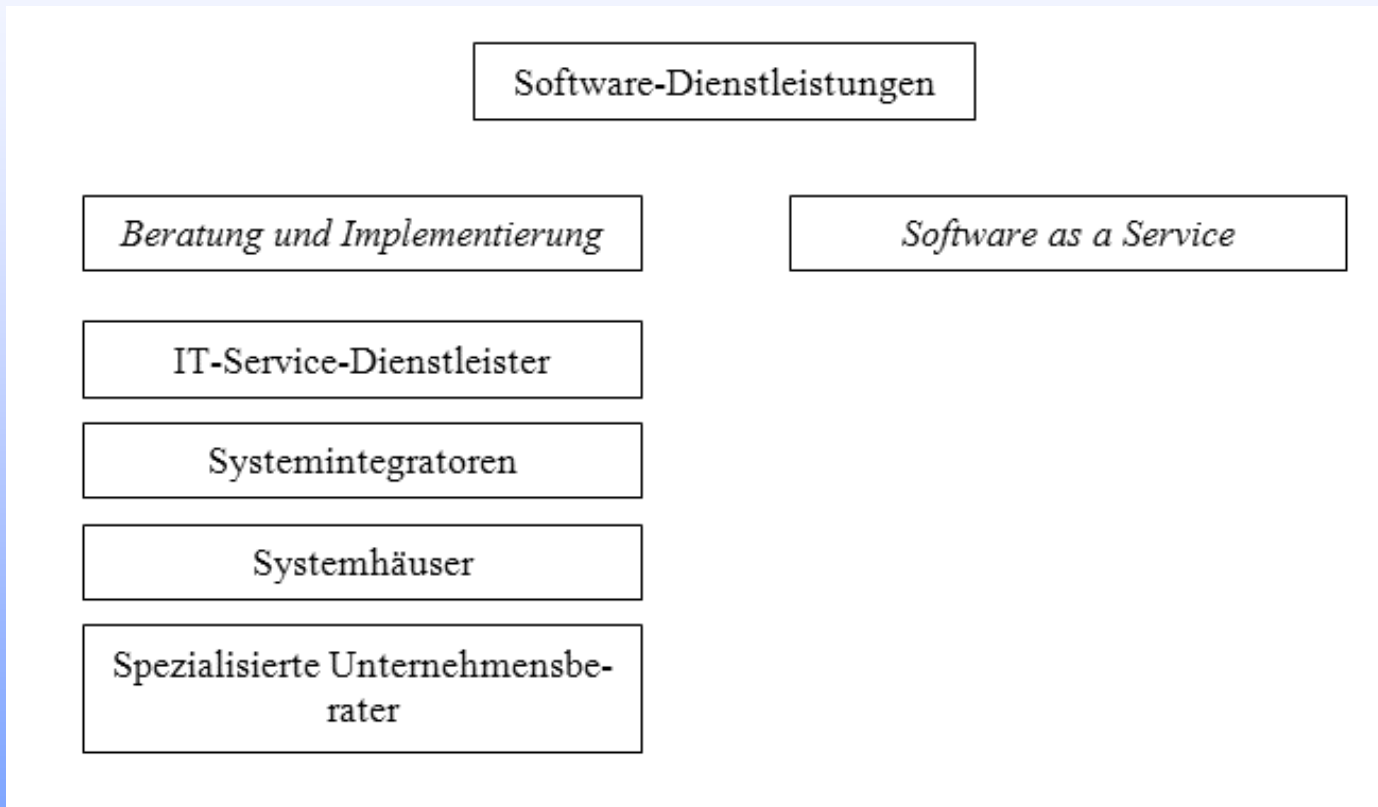 Software-Dienstleistungen
Beratung und Implementierung
Software as a Service
IT-Service-Dienstleister
Systemintegratoren
Systemhäuser
Spezialisierte Unternehmensbe-
rater